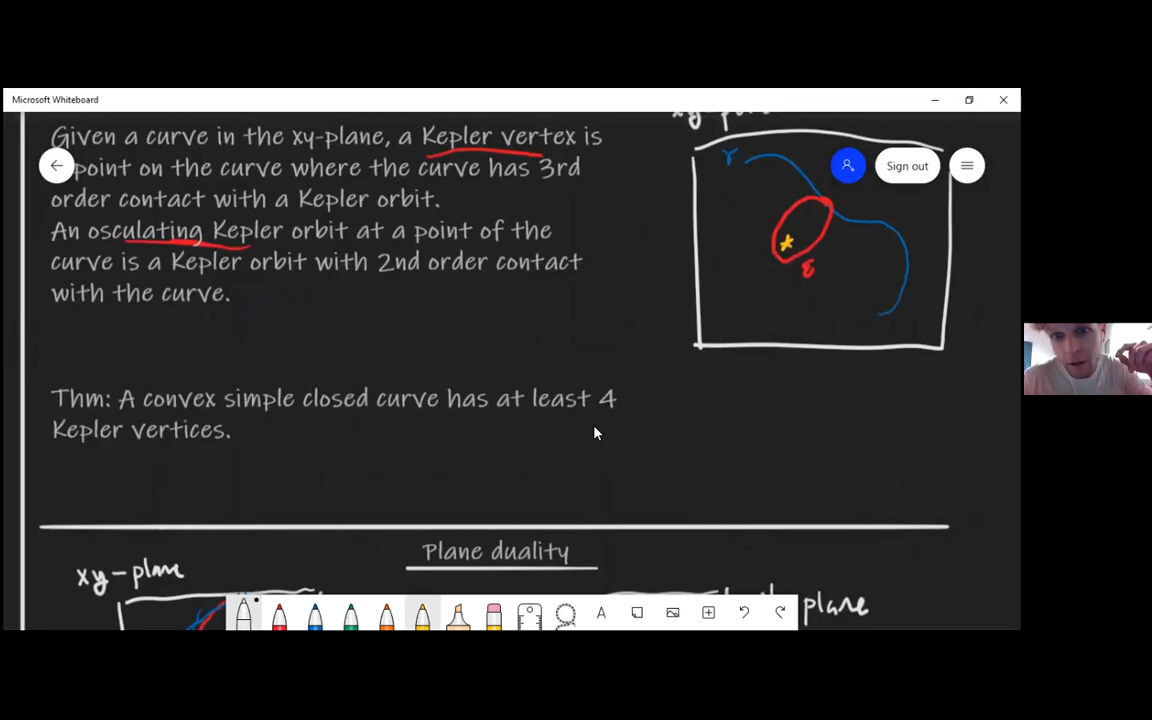 Microsoft Whiteboard
Given a curve in the xy-plane, a Kepler vertex is
point on the curve where the curve has 3rd
order contact with a Kepler orbit.
An osculating Kepler orbit at a point of the
curve is a Kepler orbit with 2nd order contact
with the curve.
Sign out
Thm: A convex simple closed curve has at least 4
Kepler vertices.
Plane duality
xy-plane
plane